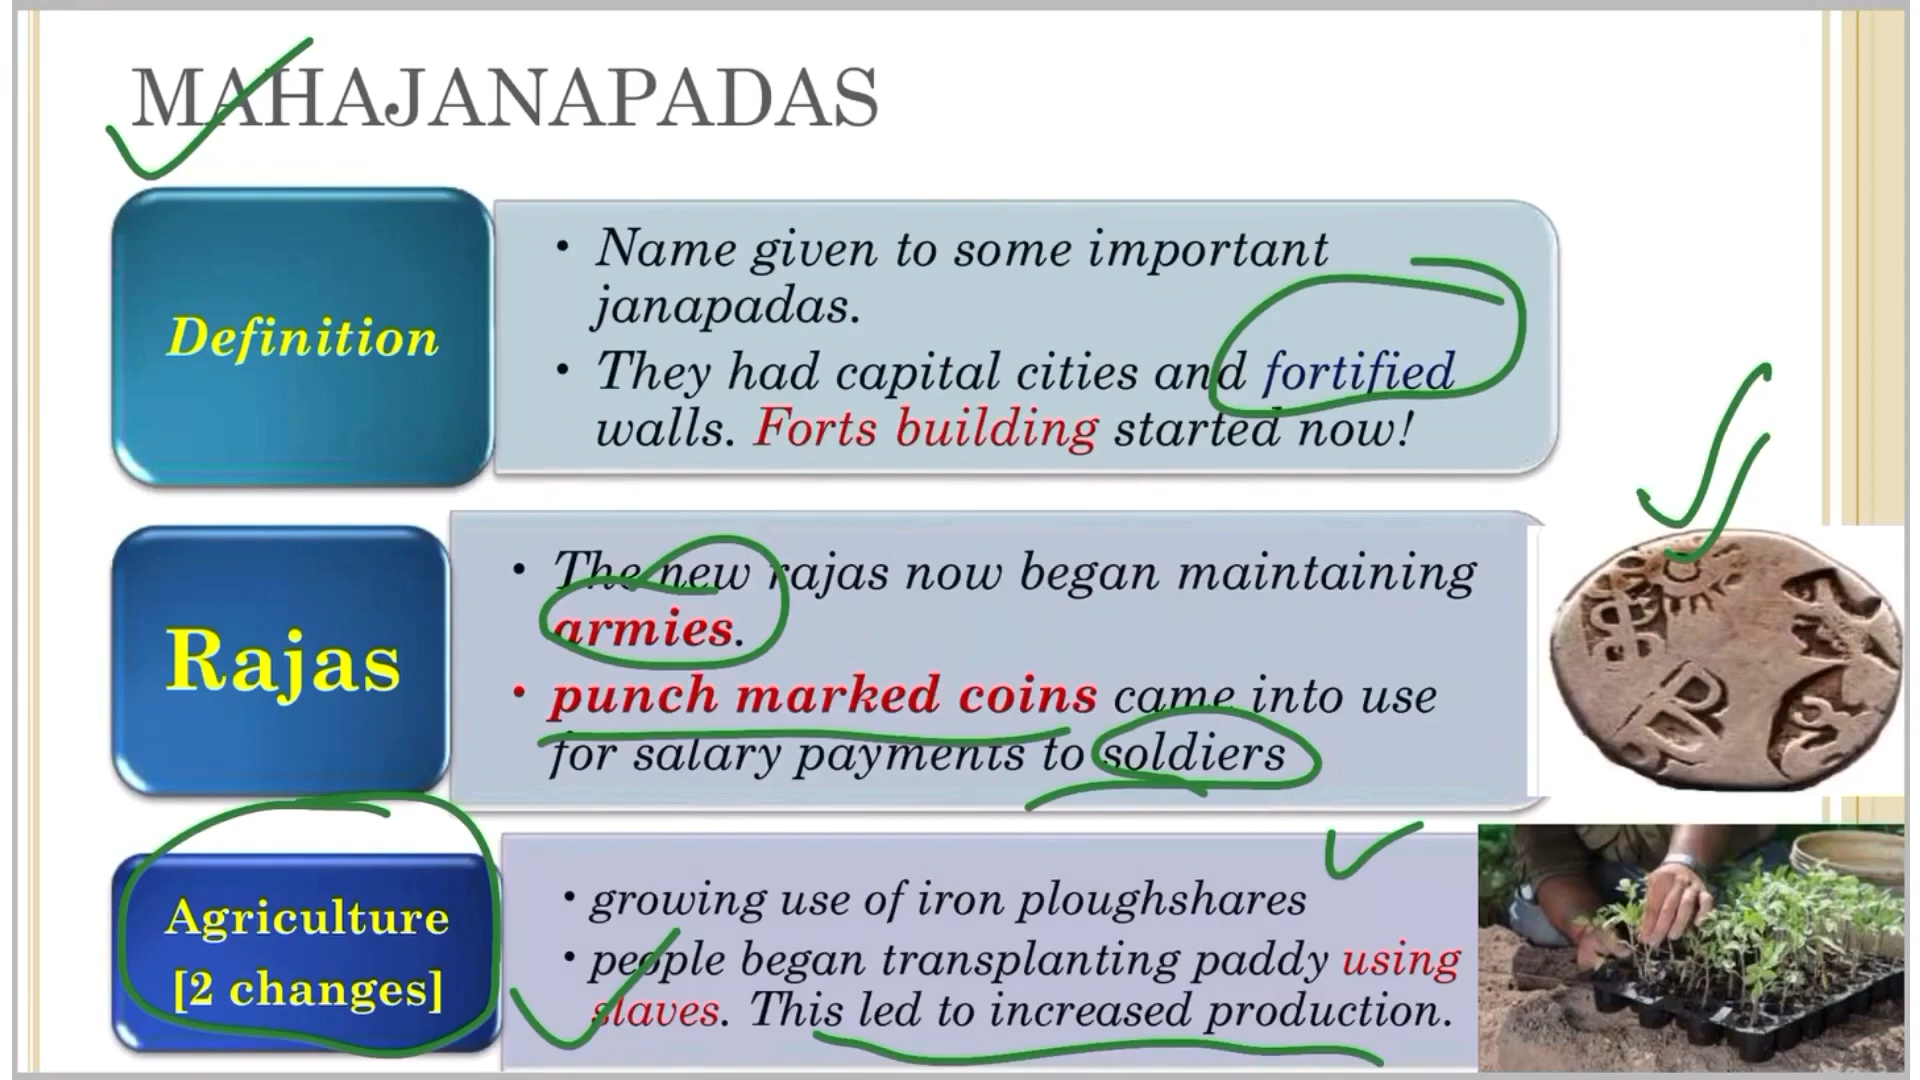 MAHAJANAPADAS
Definition
• Name given to some important
janapadas.
• They had capital cities and fortified
walls. Forts building started now!
Rajas
• The new rajas now began maintaining
armies.
• punch marked coins came into use
for salary payments to soldiers
Agriculture
[2 changes]
• growing use of iron ploughshares
• people began transplanting paddy using
slaves. This led to increased production.